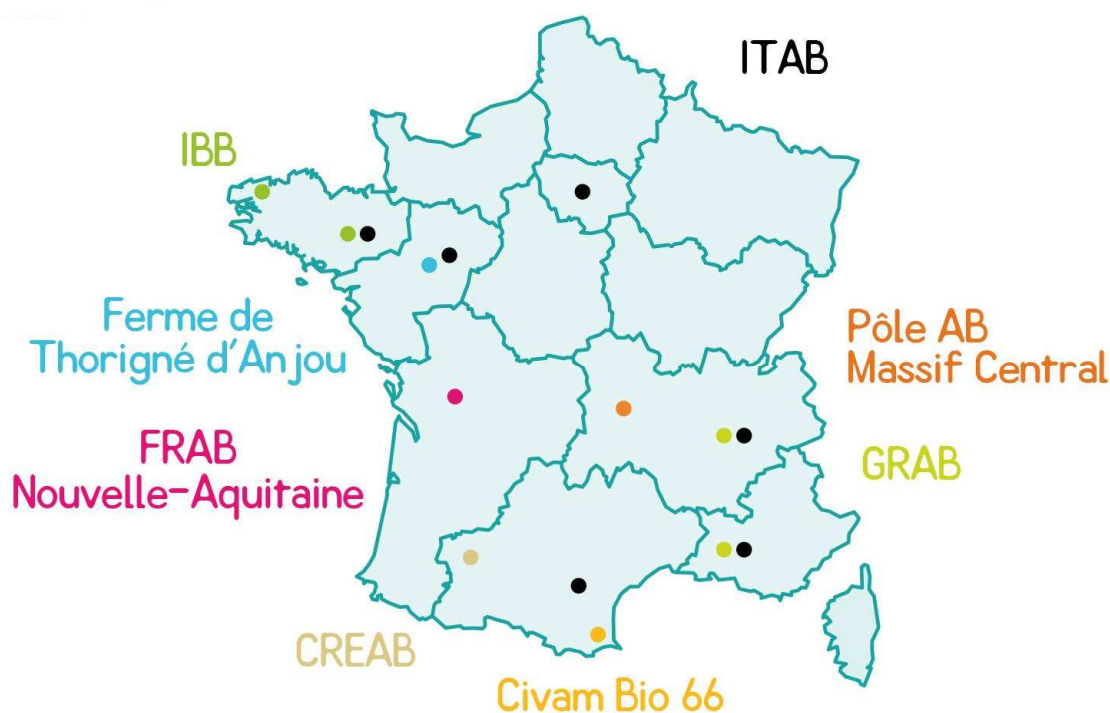 ITAB
IBB
Ferme de
Thorigné d'Anjou
Pôle AB
Massif Central
FRAB
Nouvelle-Aquitaine
GRAB
CREAB
Civam Bio 66